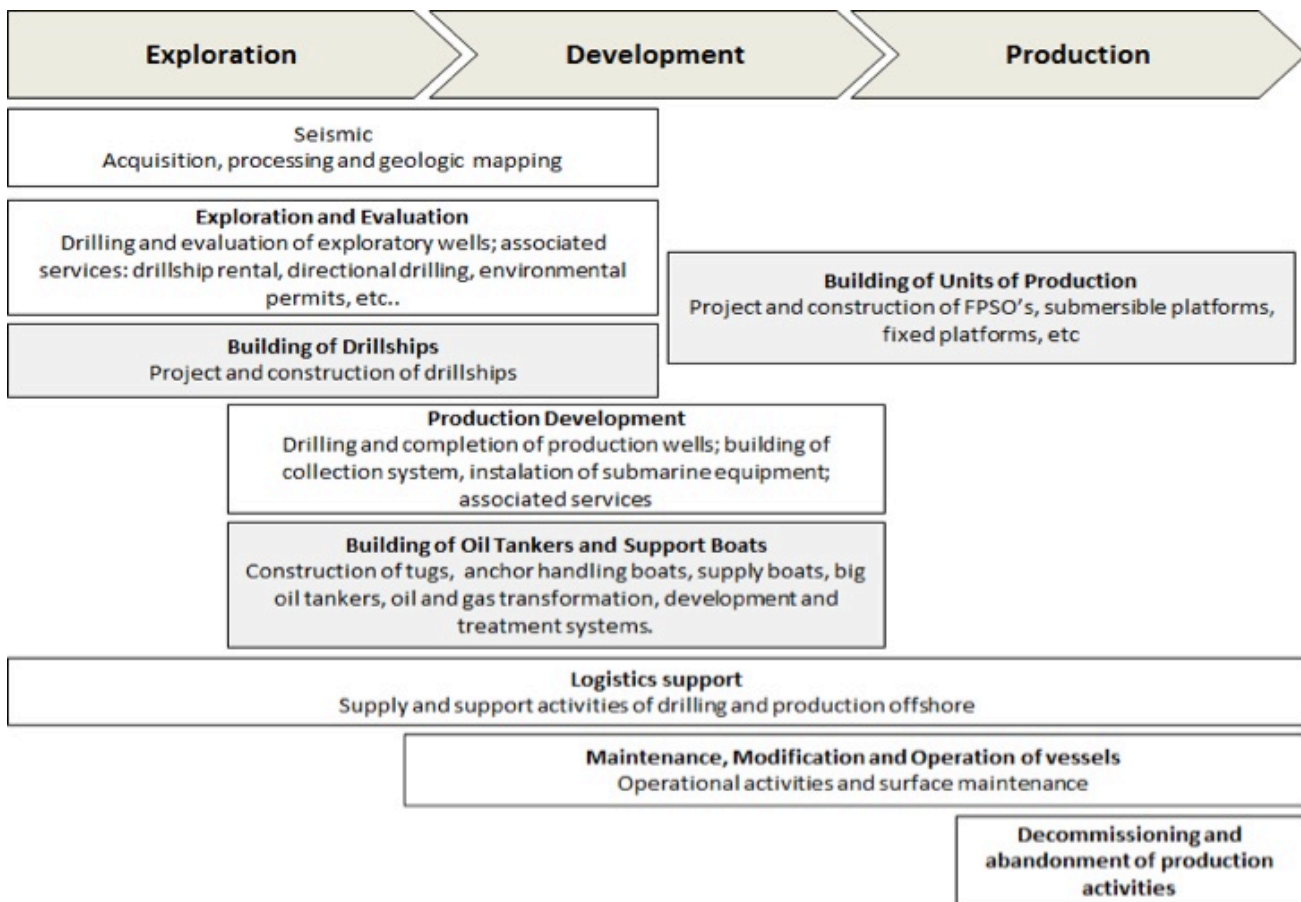 Exploration
Development
Production
Seismic
Acquisition, processing and geologic mapping
Exploration and Evaluation
Drilling and evaluation of exploratory wells; associated
services: drillship rental, directional drilling, environmental
permits, etc..
Building of Units of Production
Project and construction of FPSO's, submersible platforms,
fixed platforms, etc
Building of Drillships
Project and construction of drillships
Production Development
Drilling and completion of production wells; building of
collection system, instalation of submarine equipment;
associated services
Building of Oil Tankers and Support Boats
Construction of tugs, anchor handling boats, supply boats, big
oil tankers, oil and gas transformation, development and
treatment systems.
Logistics support
Supply and support activities of drilling and production offshore
Maintenance, Modification and Operation of vessels
Operational activities and surface maintenance
Decommissioning and
abandonment of production
activities